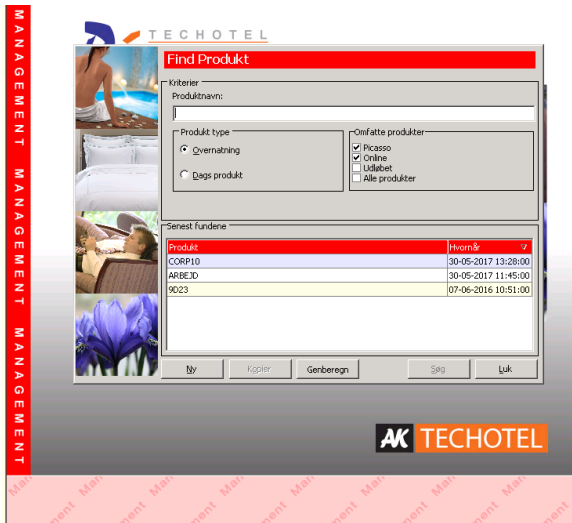 MANAGEMENT MANAGEMENT MANAGEMENT
TECHOTEL
Find Produkt
Kriterier
Produktnavn:
Produkt type
Overnatning
Dags produkt
Omfatte produkter
Picasso
Online
Udløbet
Alle produkter
Senest fundene
Produkt Hvornår
CORP10 30-05-2017 13:28:00
ARBEJD 30-05-2017 11:45:00
9D23 07-06-2016 10:51:00
Ny Kopier Genberegn Søg Luk
AK TECHOTEL